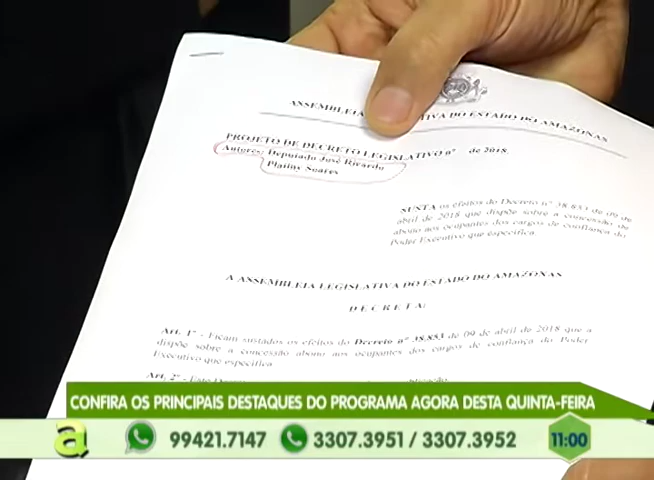 ASSEMBLEIA TIVA DO ESTADO DO AMAZONAS
PROJETO DE DECRETO LEGISLATIVO nº de 2018.
Autores: Deputado José Ricardo
Platiny Soares
SUSTA os efeitos do Decreto nº 38.853 de 09 de
abril de 2018 que dispõe sobre a concessão de
abono aos ocupantes dos cargos de confiança do
Poder Executivo que especifica.
A ASSEMBLEIA LEGISLATIVA DO ESTADO DO AMAZONAS
DECRETA:
Art. 1º - Ficam sustados os efeitos do Decreto nº 38.853 de 09 de abril de 2018 que a
dispõe sobre a concessão abono aos ocupantes dos cargos de confiança do Poder
Executivo que especifica.
Art. 2º - Este
CONFIRA OS PRINCIPAIS DESTAQUES DO PROGRAMA AGORA DESTA QUINTA-FEIRA
a 99421.7147 3307.3951 / 3307.3952 11:00